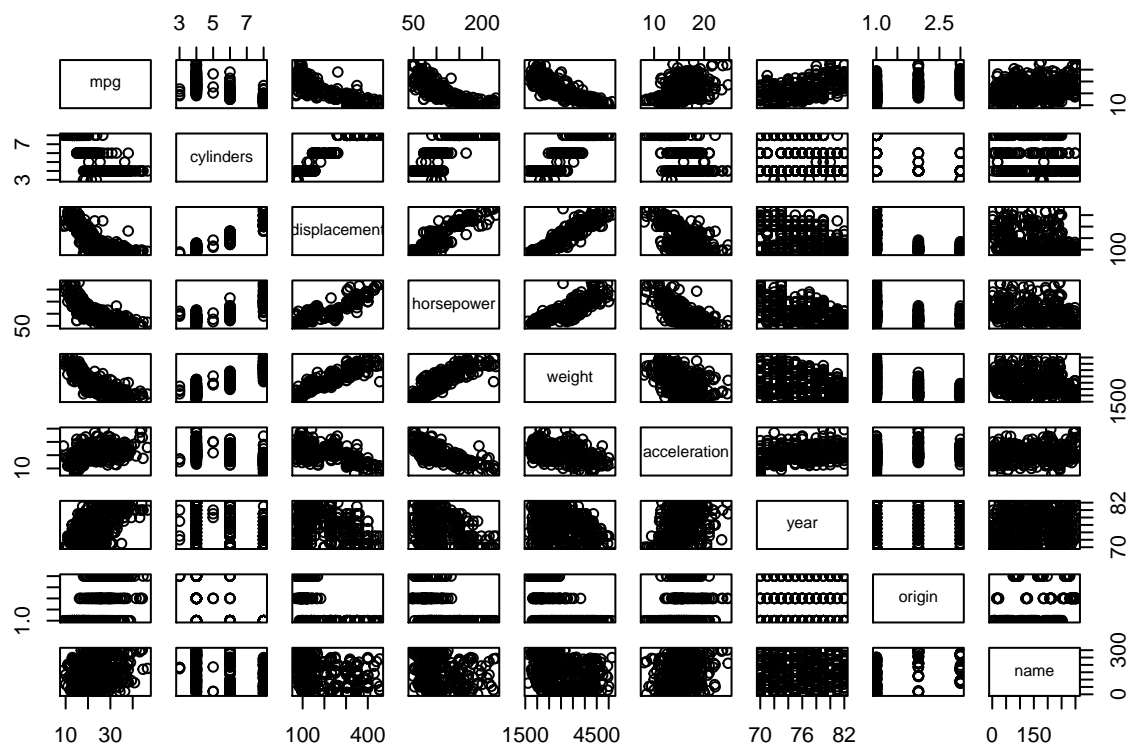 3 5 7 50 200 10 20 1.0 2.5
mpg 10
3 7 cylinders
displacement 100
50 horsepower
weight 1500
10 acceleration
year 70 82
1.0 origin
name 0 150 300
10 30 100 400 1500 4500 70 76 82 0 150